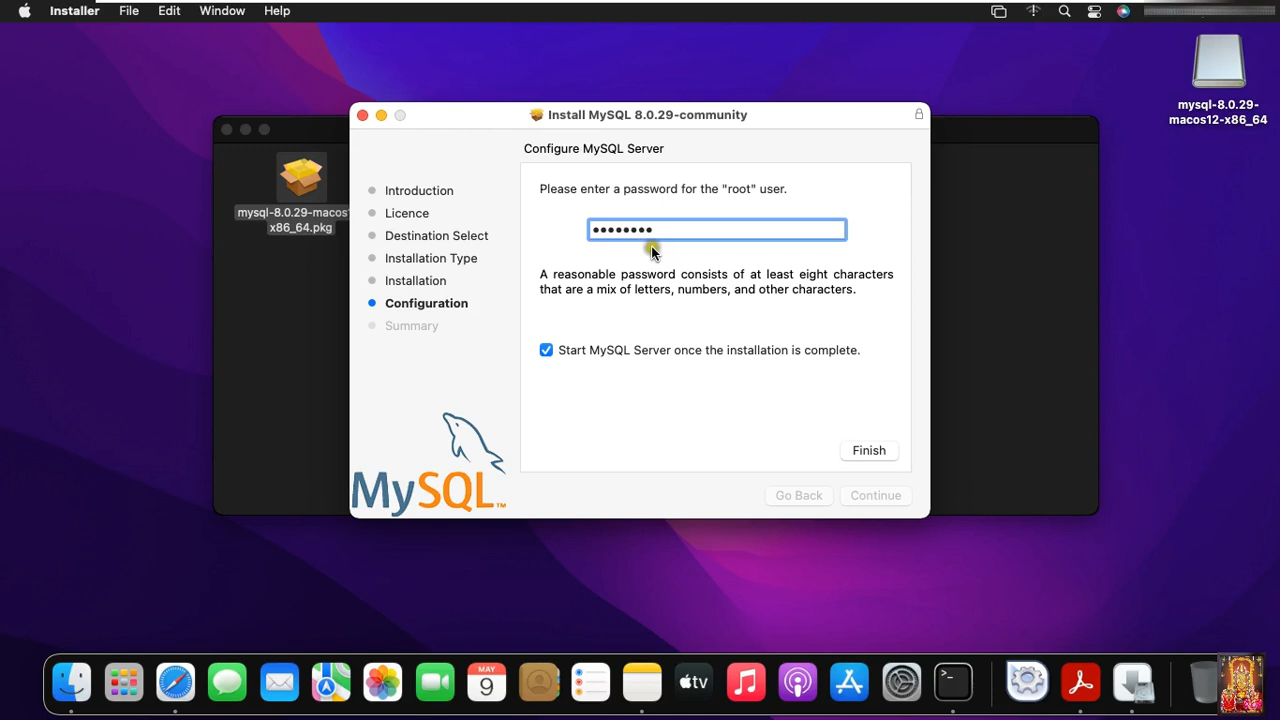 Installer File Edit Window Help
mysql-8.0.29-
macos12-x86_64
Install MySQL 8.0.29-community
Configure MySQL Server
mysql-8.0.29-macos
x86_64.pkg
Introduction
Licence
Destination Select
Installation Type
Installation
Configuration
Summary
Please enter a password for the "root" user.
••••••••
A reasonable password consists of at least eight characters
that are a mix of letters, numbers, and other characters.
Start MySQL Server once the installation is complete.
Finish
MySQL™
Go Back Continue
MAY
9
tv